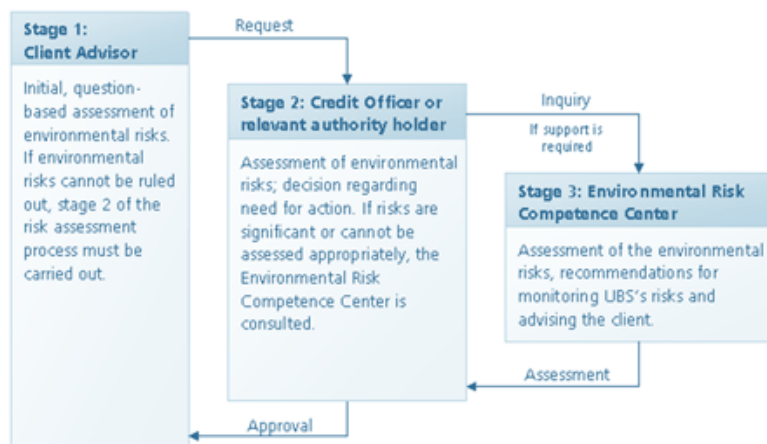 Stage 1:
Client Advisor
Initial, question-
based assessment of
environmental risks.
If environmental
risks cannot be ruled
out, stage 2 of the
risk assessment
process must be
carried out.
Request
Stage 2: Credit Officer or
relevant authority holder
Assessment of environmental
risks; decision regarding
need for action. If risks are
significant or cannot be
assessed appropriately, the
Environmental Risk
Competence Center is
consulted.
Inquiry
If support is
required
Stage 3: Environmental Risk
Competence Center
Assessment of the environmental
risks, recommendations for
monitoring UBS's risks and
advising the client.
Assessment
Approval